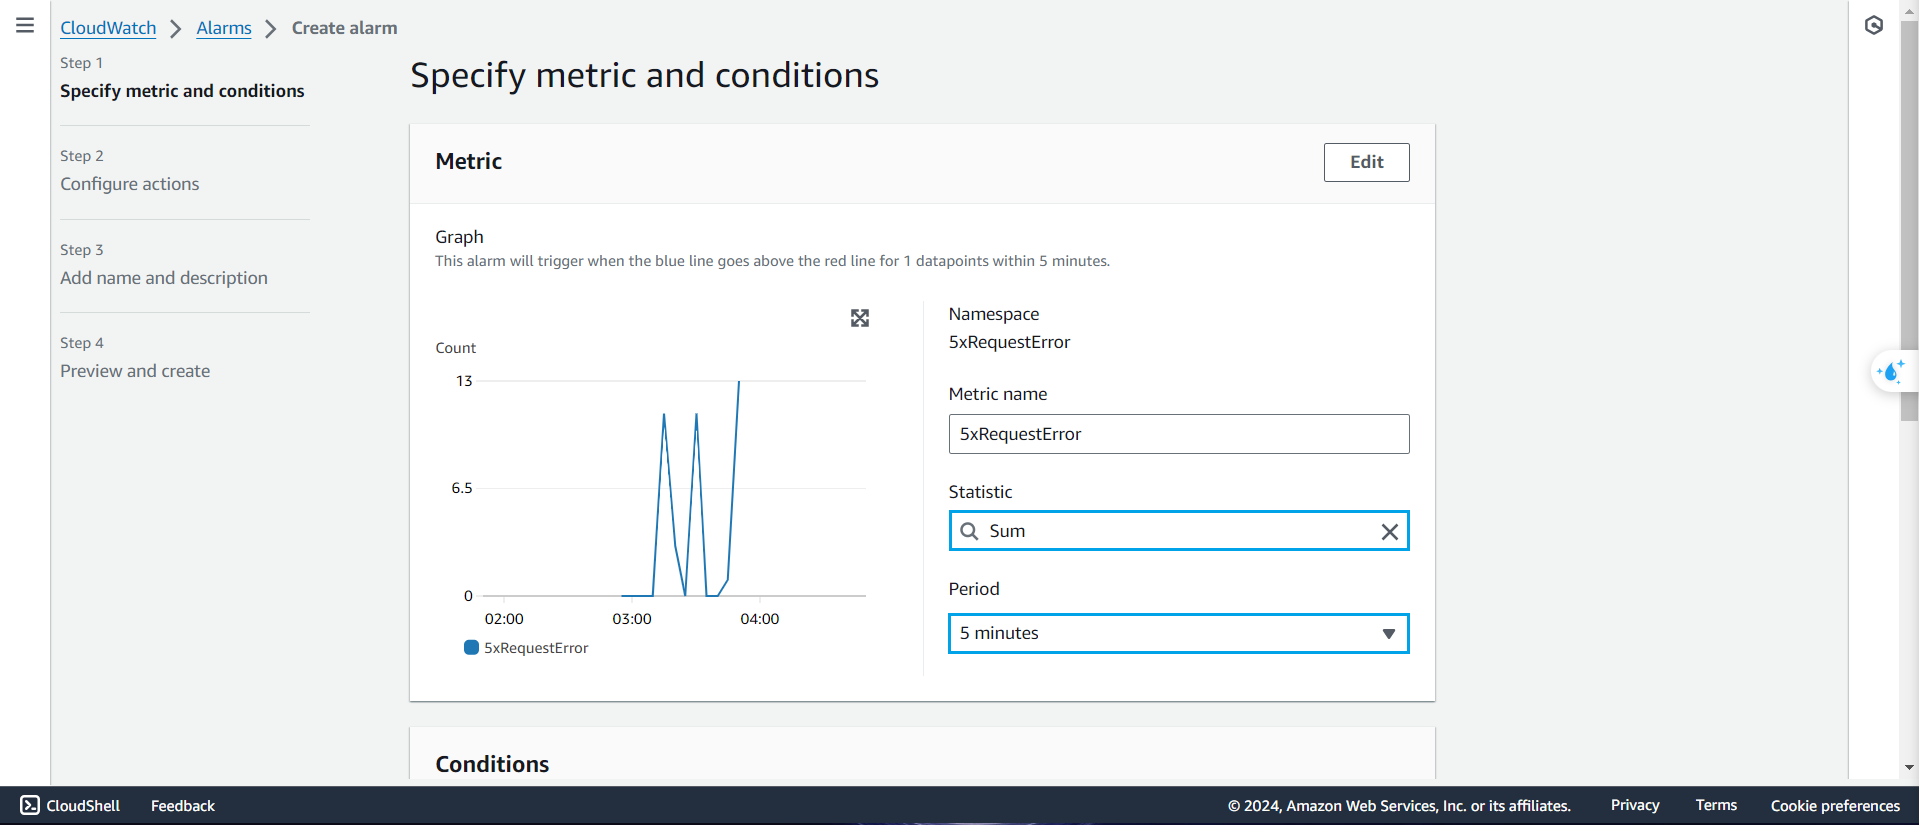 CloudWatch
Alarms
Create alarm
Step 1
Specify metric and conditions
Step 2
Configure actions
Step 3
Add name and description
Step 4
Preview and create
Specify metric and conditions
Metric
Edit
Graph
This alarm will trigger when the blue line goes above the red line for 1 datapoints within 5 minutes.
Count
13
6.5
0
02:00
03:00
04:00
5xRequestError
Namespace
5xRequestError
Metric name
5xRequestError
Statistic
Sum
Period
5 minutes
Conditions
CloudShell
Feedback
© 2024, Amazon Web Services, Inc. or its affiliates.
Privacy
Terms
Cookie preferences